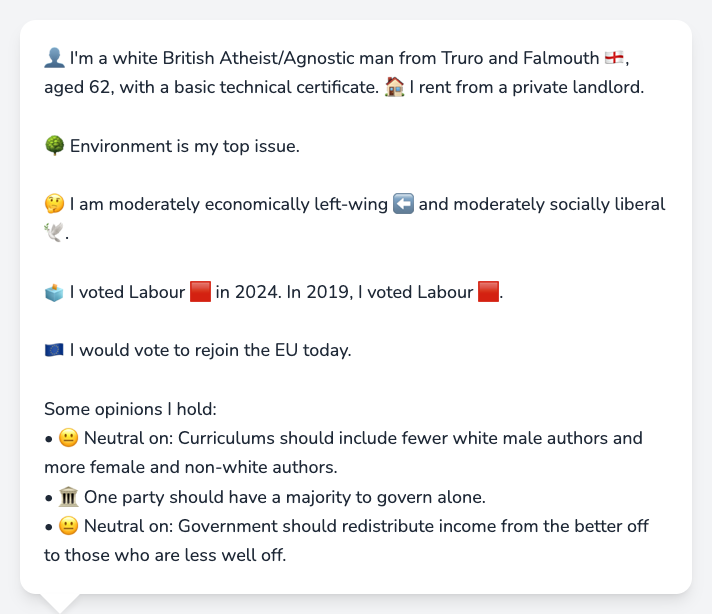 👤 I'm a white British Atheist/Agnostic man from Truro and Falmouth 🏴󠁧󠁢󠁥󠁮󠁧󠁿,
aged 62, with a basic technical certificate. 🏠 I rent from a private landlord.
🌳 Environment is my top issue.
🤔 I am moderately economically left-wing ⬅️ and moderately socially liberal
🕊️.
🗳️ I voted Labour 🟥 in 2024. In 2019, I voted Labour 🟥.
🇪🇺 I would vote to rejoin the EU today.
Some opinions I hold:
• 😐 Neutral on: Curriculums should include fewer white male authors and
more female and non-white authors.
• 🏛️ One party should have a majority to govern alone.
• 😐 Neutral on: Government should redistribute income from the better off
to those who are less well off.